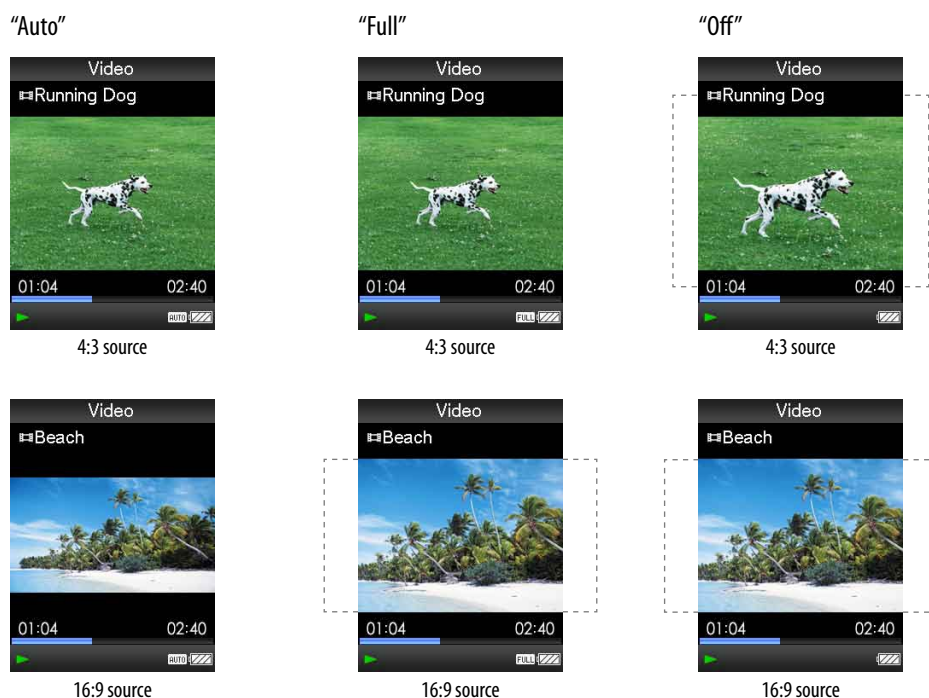 “Auto”
“Full”
“Off”
Video
Running Dog
01:04 02:40
AUTO
4:3 source
Video
Running Dog
01:04 02:40
FULL
4:3 source
Video
Running Dog
01:04 02:40
4:3 source
Video
Beach
01:04 02:40
AUTO
16:9 source
Video
Beach
01:04 02:40
FULL
16:9 source
Video
Beach
01:04 02:40
16:9 source